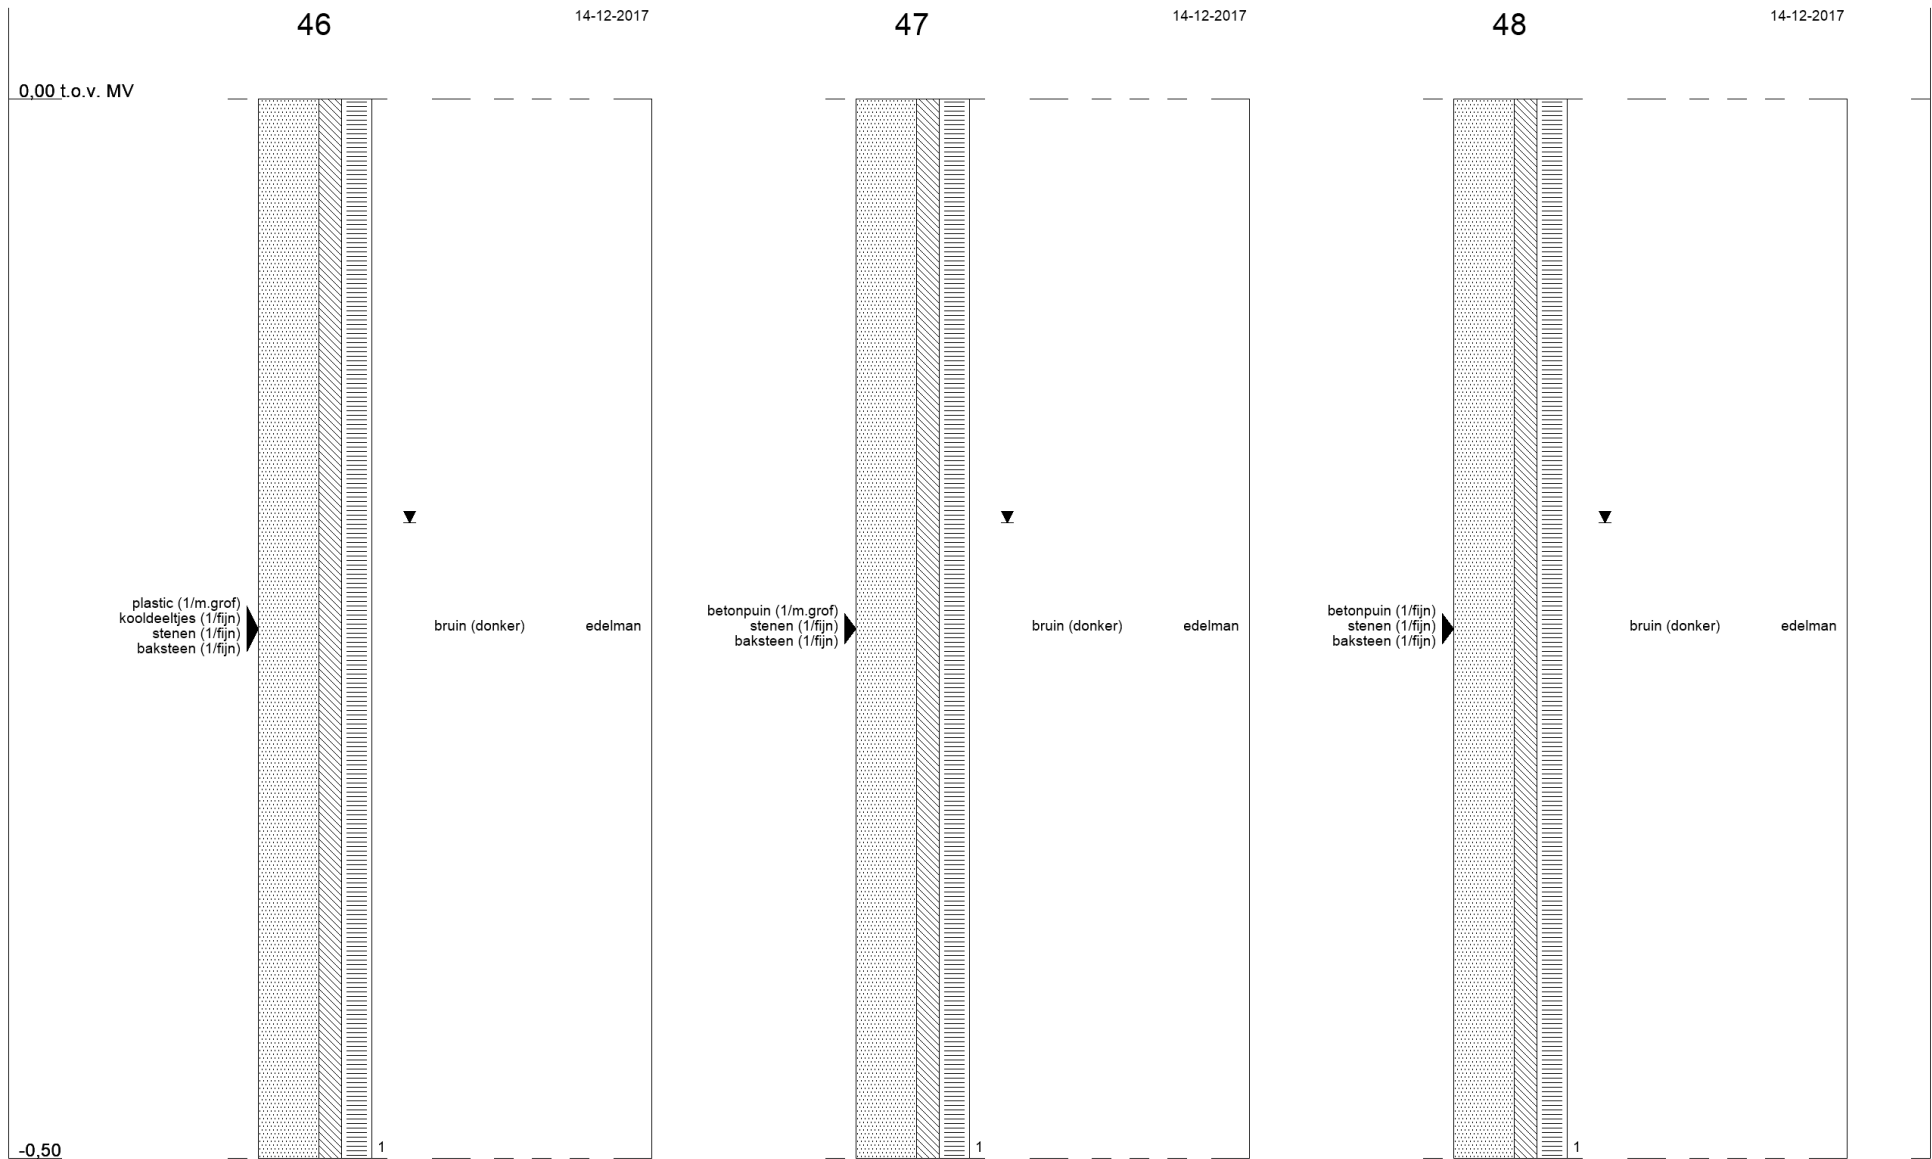 46
14-12-2017
47
14-12-2017
48
14-12-2017
0,00 t.o.v. MV
plastic (1/m.grof)
kooldeeltjes (1/fijn)
stenen (1/fijn)
baksteen (1/fijn)
bruin (donker)
edelman
betonpuin (1/m.grof)
stenen (1/fijn)
baksteen (1/fijn)
bruin (donker)
edelman
betonpuin (1/fijn)
stenen (1/fijn)
baksteen (1/fijn)
bruin (donker)
edelman
-0,50
1
1
1